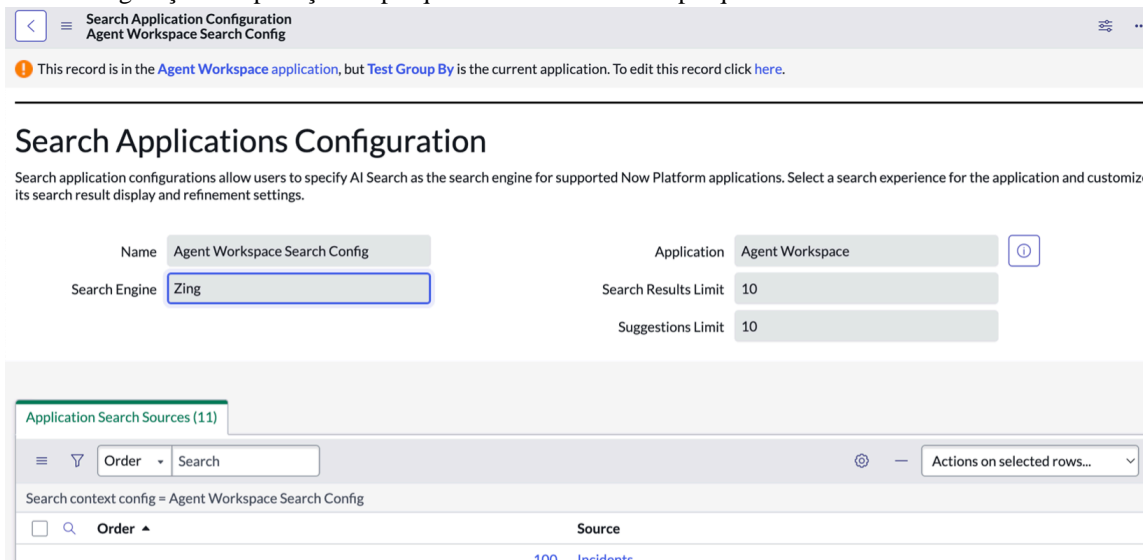 Search Application Configuration
Agent Workspace Search Config
This record is in the Agent Workspace application, but Test Group By is the current application. To edit this record click here.
Search Applications Configuration
Search application configurations allow users to specify AI Search as the search engine for supported Now Platform applications. Select a search experience for the application and customize
its search result display and refinement settings.
Name Agent Workspace Search Config Application Agent Workspace
Search Engine Zing Search Results Limit 10
Suggestions Limit 10
Application Search Sources (11)
Order Search Actions on selected rows...
Search context config = Agent Workspace Search Config
Order Source
100 Incidents